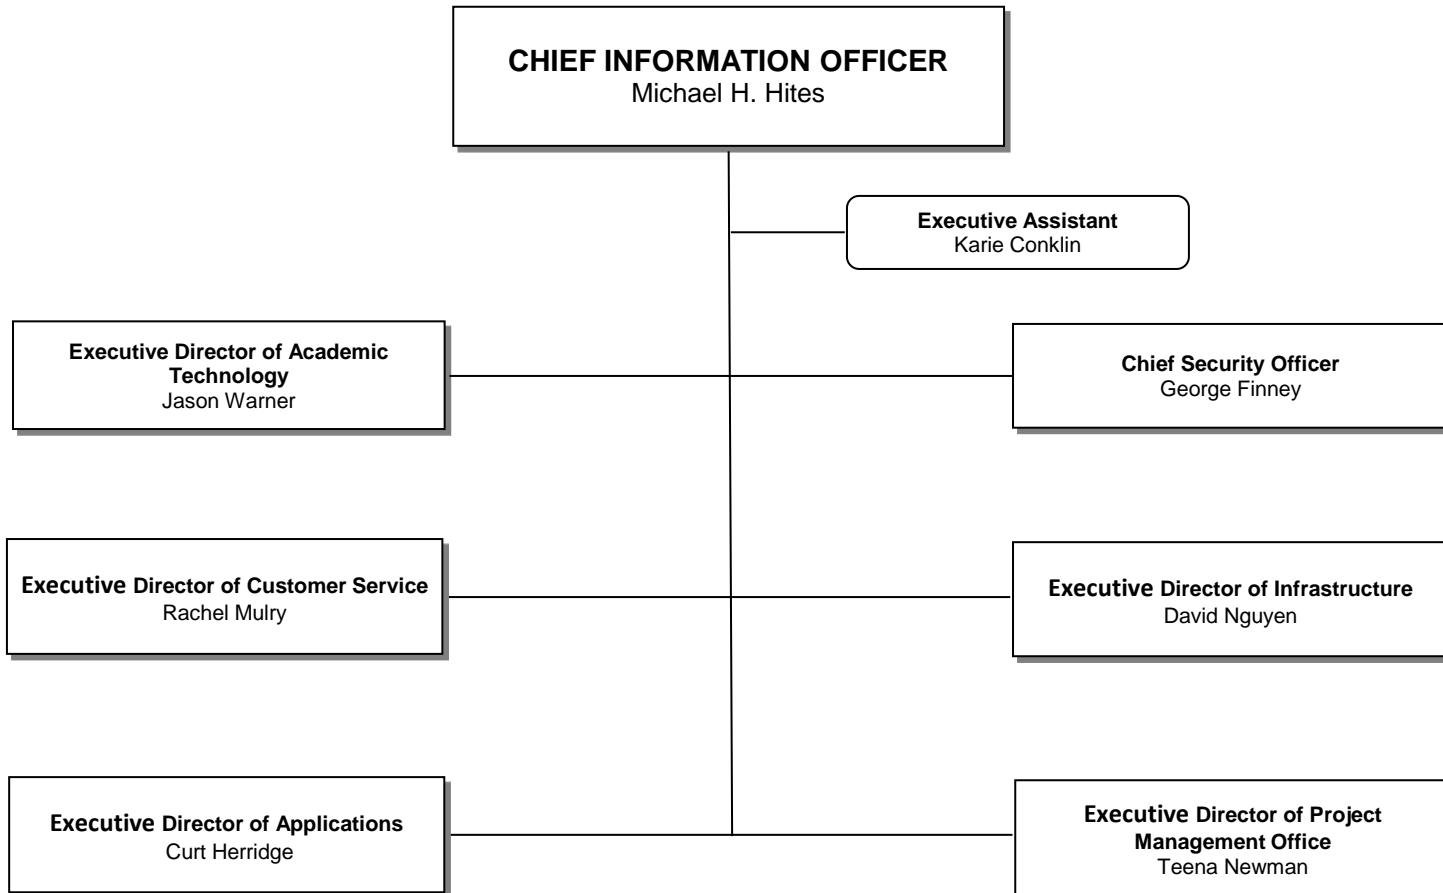 CHIEF INFORMATION OFFICER
Michael H. Hites
Executive Assistant
Karie Conklin
Executive Director of Academic
Technology
Jason Warner
Chief Security Officer
George Finney
Executive Director of Customer Service
Rachel Mulry
Executive Director of Infrastructure
David Nguyen
Executive Director of Applications
Curt Herridge
Executive Director of Project
Management Office
Teena Newman